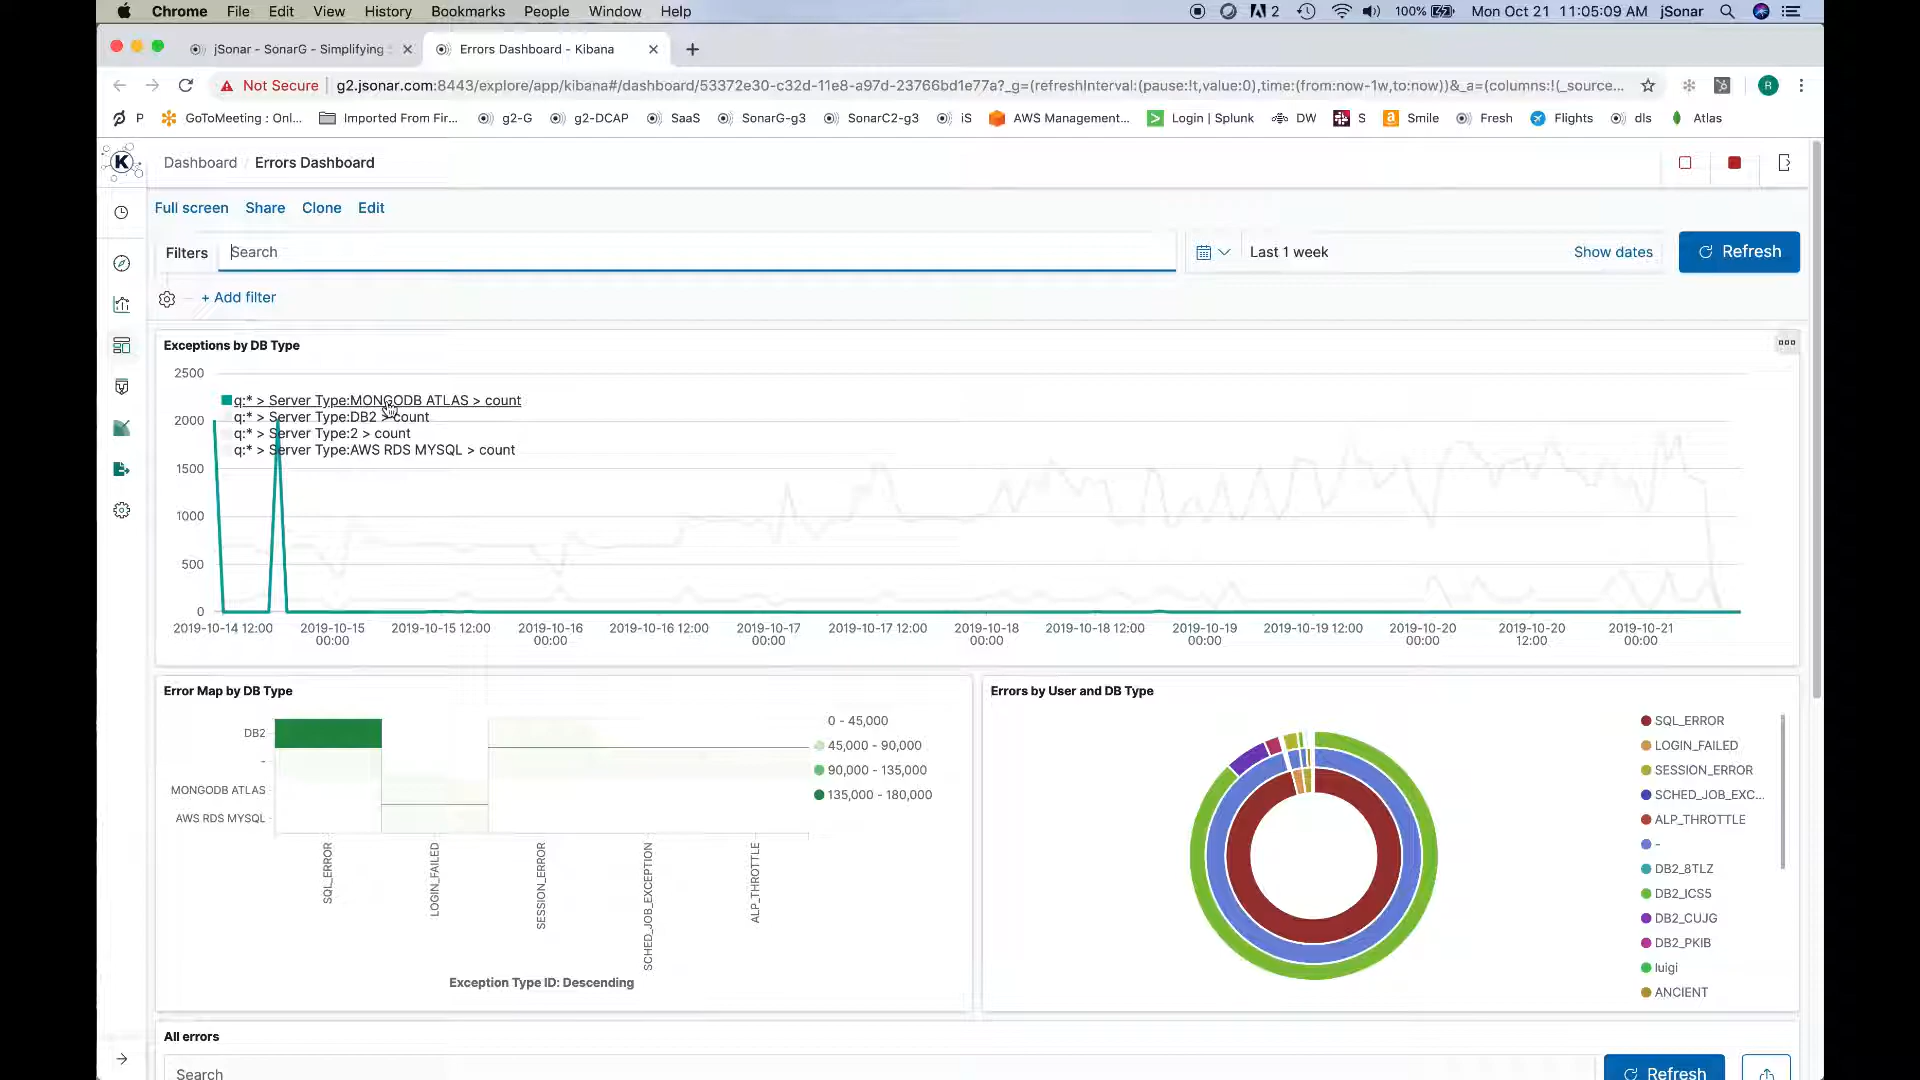 Chrome File Edit View History Bookmarks People Window Help 2 100% Mon Oct 21 11:05:09 AM jSonar
jSonar - SonarG - Simplifying Errors Dashboard - Kibana
Not Secure g2.jsonar.com:8443/explore/app/kibana#/dashboard/53372e30-c32d-11e8-a97d-23766bd1e77a?_g=(refreshInterval:(pause:!t,value:0),time:(from:now-1w,to:now))&_a=(columns:!(_source... R
P GoToMeeting : Onl... Imported From Fir... g2-G g2-DCAP SaaS SonarG-g3 SonarC2-g3 iS AWS Management... Login | Splunk DW S Smile Fresh Flights dls Atlas
K Dashboard / Errors Dashboard
Full screen Share Clone Edit
Filters Search Last 1 week Show dates Refresh
+ Add filter
Exceptions by DB Type
2500
2000
1500
1000
500
0
q:* > Server Type:MONGODB ATLAS > count
q:* > Server Type:DB2 > count
q:* > Server Type:2 > count
q:* > Server Type:AWS RDS MYSQL > count
2019-10-14 12:00 2019-10-15 00:00 2019-10-15 12:00 2019-10-16 00:00 2019-10-16 12:00 2019-10-17 00:00 2019-10-17 12:00 2019-10-18 00:00 2019-10-18 12:00 2019-10-19 00:00 2019-10-19 12:00 2019-10-20 00:00 2019-10-20 12:00 2019-10-21 00:00
Error Map by DB Type
DB2
-
MONGODB ATLAS
AWS RDS MYSQL
0 - 45,000
45,000 - 90,000
90,000 - 135,000
135,000 - 180,000
SQL_ERROR
LOGIN_FAILED
SESSION_ERROR
SCHED_JOB_EXCEPTION
ALP_THROTTLE
Exception Type ID: Descending
Errors by User and DB Type
SQL_ERROR
LOGIN_FAILED
SESSION_ERROR
SCHED_JOB_EXC...
ALP_THROTTLE
-
DB2_8TLZ
DB2_ICS5
DB2_CUJG
DB2_PKIB
luigi
ANCIENT
All errors
Search Refresh